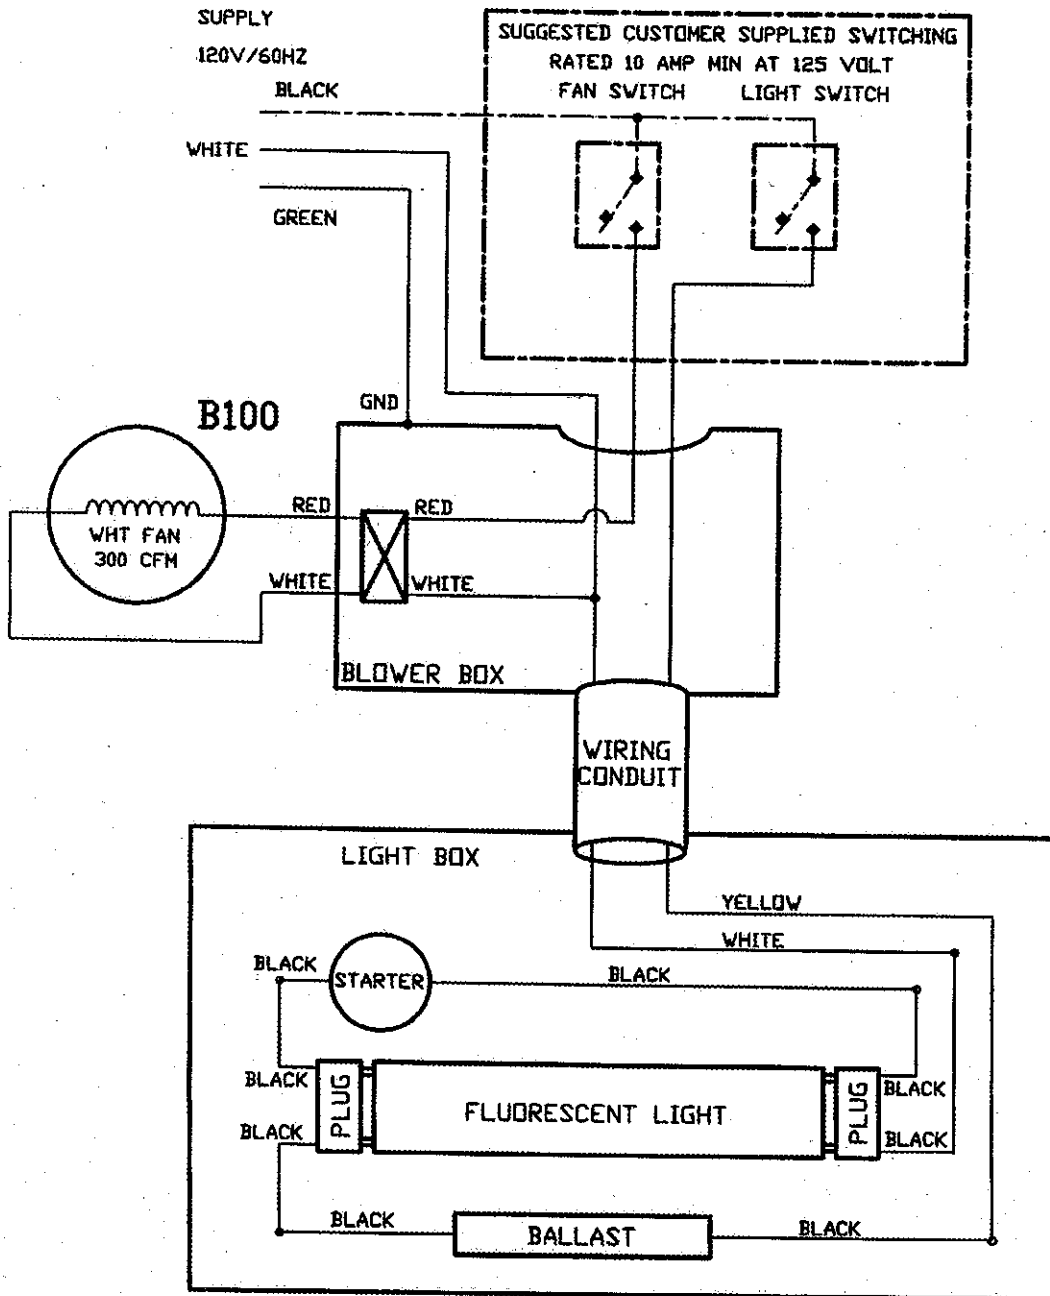 SUPPLY
120V/60HZ
BLACK
WHITE
GREEN
SUGGESTED CUSTOMER SUPPLIED SWITCHING
RATED 10 AMP MIN AT 125 VOLT
FAN SWITCH
LIGHT SWITCH
GND
B100
RED
RED
WHT FAN
300 CFM
WHITE
WHITE
BLOWER BOX
WIRING
CONDUIT
LIGHT BOX
YELLOW
WHITE
BLACK
STARTER
BLACK
BLACK
PLUG
FLUORESCENT LIGHT
PLUG
BLACK
BLACK
BLACK
BLACK
BALLAST
BLACK